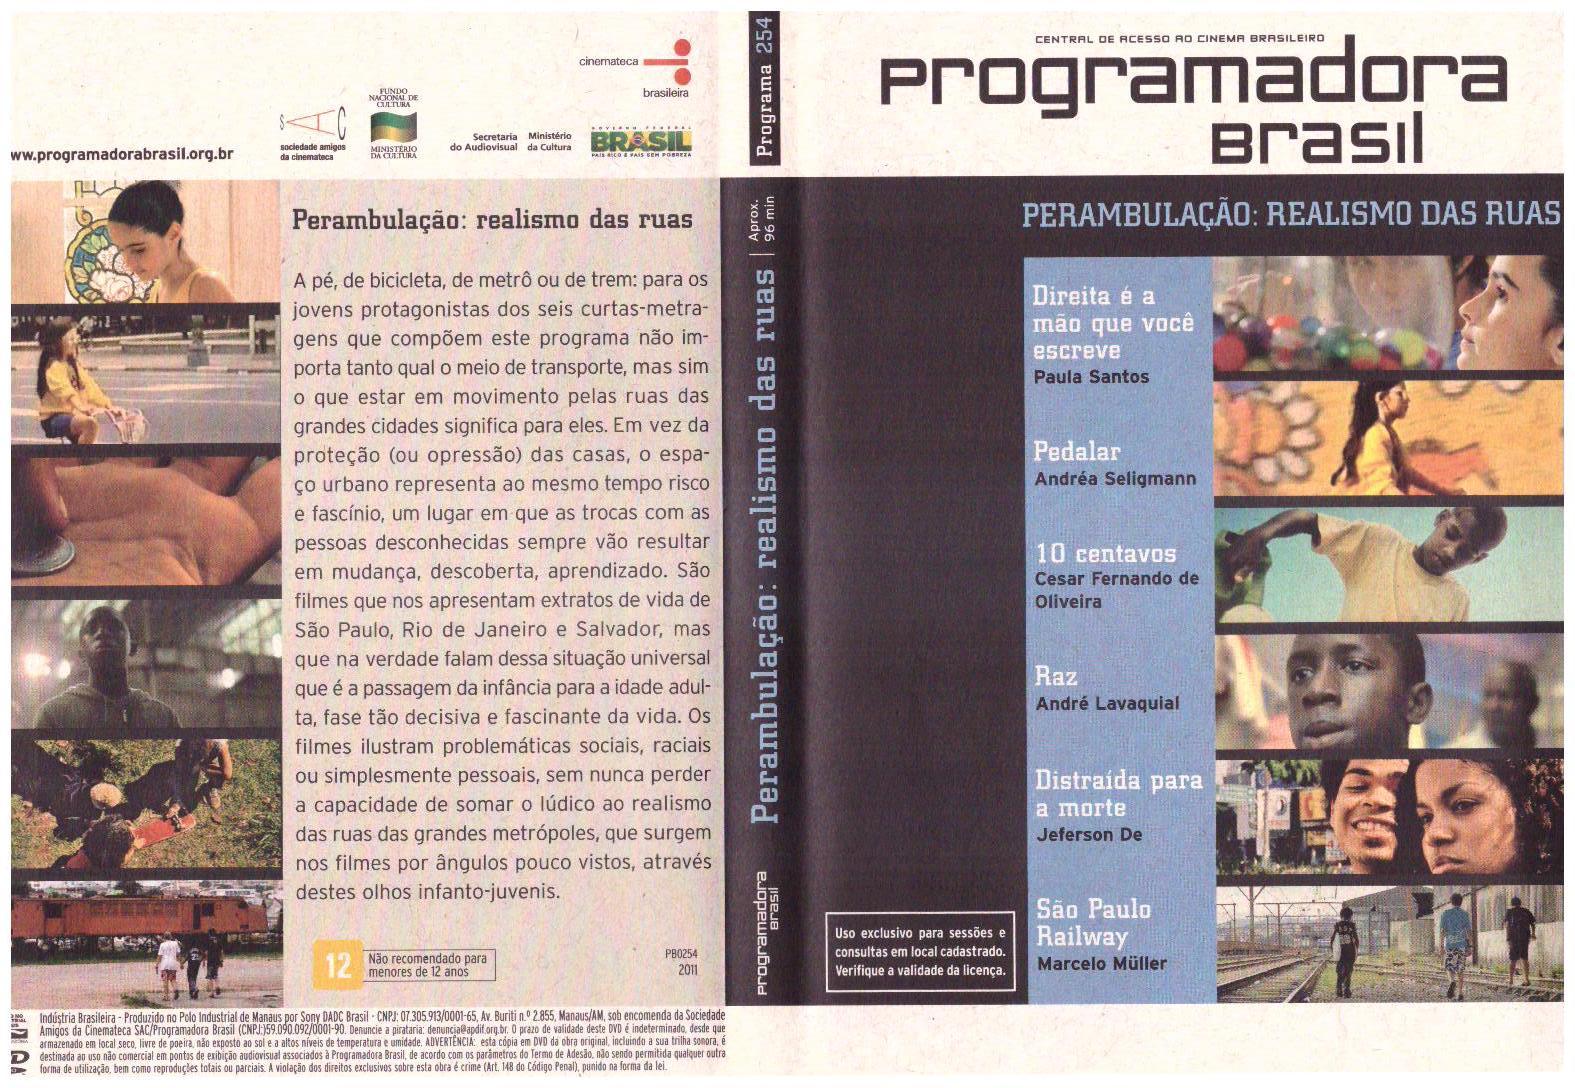 cinemateca
brasileira
FUNDO
NACIONAL DE
CULTURA
MINISTÉRIO
DA CULTURA
SAC
sociedade amigos
da cinemateca
Secretaria
do Audiovisual
Ministério
da Cultura
GOVERNO FEDERAL
BRASIL
PAÍS RICO É PAÍS SEM POBREZA
ww.programadorabrasil.org.br
Perambulação: realismo das ruas
A pé, de bicicleta, de metrô ou de trem: para os
jovens protagonistas dos seis curtas-metra-
gens que compõem este programa não im-
porta tanto qual o meio de transporte, mas sim
o que estar em movimento pelas ruas das
grandes cidades significa para eles. Em vez da
proteção (ou opressão) das casas, o espa-
ço urbano representa ao mesmo tempo risco
e fascínio, um lugar em que as trocas com as
pessoas desconhecidas sempre vão resultar
em mudança, descoberta, aprendizado. São
filmes que nos apresentam extratos de vida de
São Paulo, Rio de Janeiro e Salvador, mas
que na verdade falam dessa situação universal
que é a passagem da infância para a idade adul-
ta, fase tão decisiva e fascinante da vida. Os
filmes ilustram problemáticas sociais, raciais
ou simplesmente pessoais, sem nunca perder
a capacidade de somar o lúdico ao realismo
das ruas das grandes metrópoles, que surgem
nos filmes por ângulos pouco vistos, através
destes olhos infanto-juvenis.
12
Não recomendado para
menores de 12 anos
PB0254
2011
Indústria Brasileira - Produzido no Polo Industrial de Manaus por Sony DADC Brasil - CNPJ: 07.305.913/0001-65, Av. Buriti n.º 2.855, Manaus/AM, sob encomenda da Sociedade
Amigos da Cinemateca SAC/Programadora Brasil (CNPJ:)59.090.092/0001-90. Denuncie a pirataria: denuncia@apdif.org.br. O prazo de validade deste DVD é indeterminado, desde que
armazenado em local seco, livre de poeira, não exposto ao sol e a altos níveis de temperatura e umidade. ADVERTÊNCIA: esta cópia em DVD da obra original, incluindo a sua trilha sonora, é
destinada ao uso não comercial em pontos de exibição audiovisual associados à Programadora Brasil, de acordo com os parâmetros do Termo de Adesão, não sendo permitida qualquer outra
forma de utilização, bem como reproduções totais ou parciais. A violação dos direitos exclusivos sobre esta obra é crime (Art. 148 do Código Penal), punido na forma da lei.
Programa 254
Aprox.
96 min
Perambulação: realismo das ruas
programadora
Brasil
CENTRAL DE ACESSO AO CINEMA BRASILEIRO
programadora
Brasil
PERAMBULAÇÃO: REALISMO DAS RUAS
Direita é a
mão que você
escreve
Paula Santos
Pedalar
Andréa Seligmann
10 centavos
Cesar Fernando de
Oliveira
Raz
André Lavaquial
Distraída para
a morte
Jeferson De
São Paulo
Railway
Marcelo Müller
Uso exclusivo para sessões e
consultas em local cadastrado.
Verifique a validade da licença.